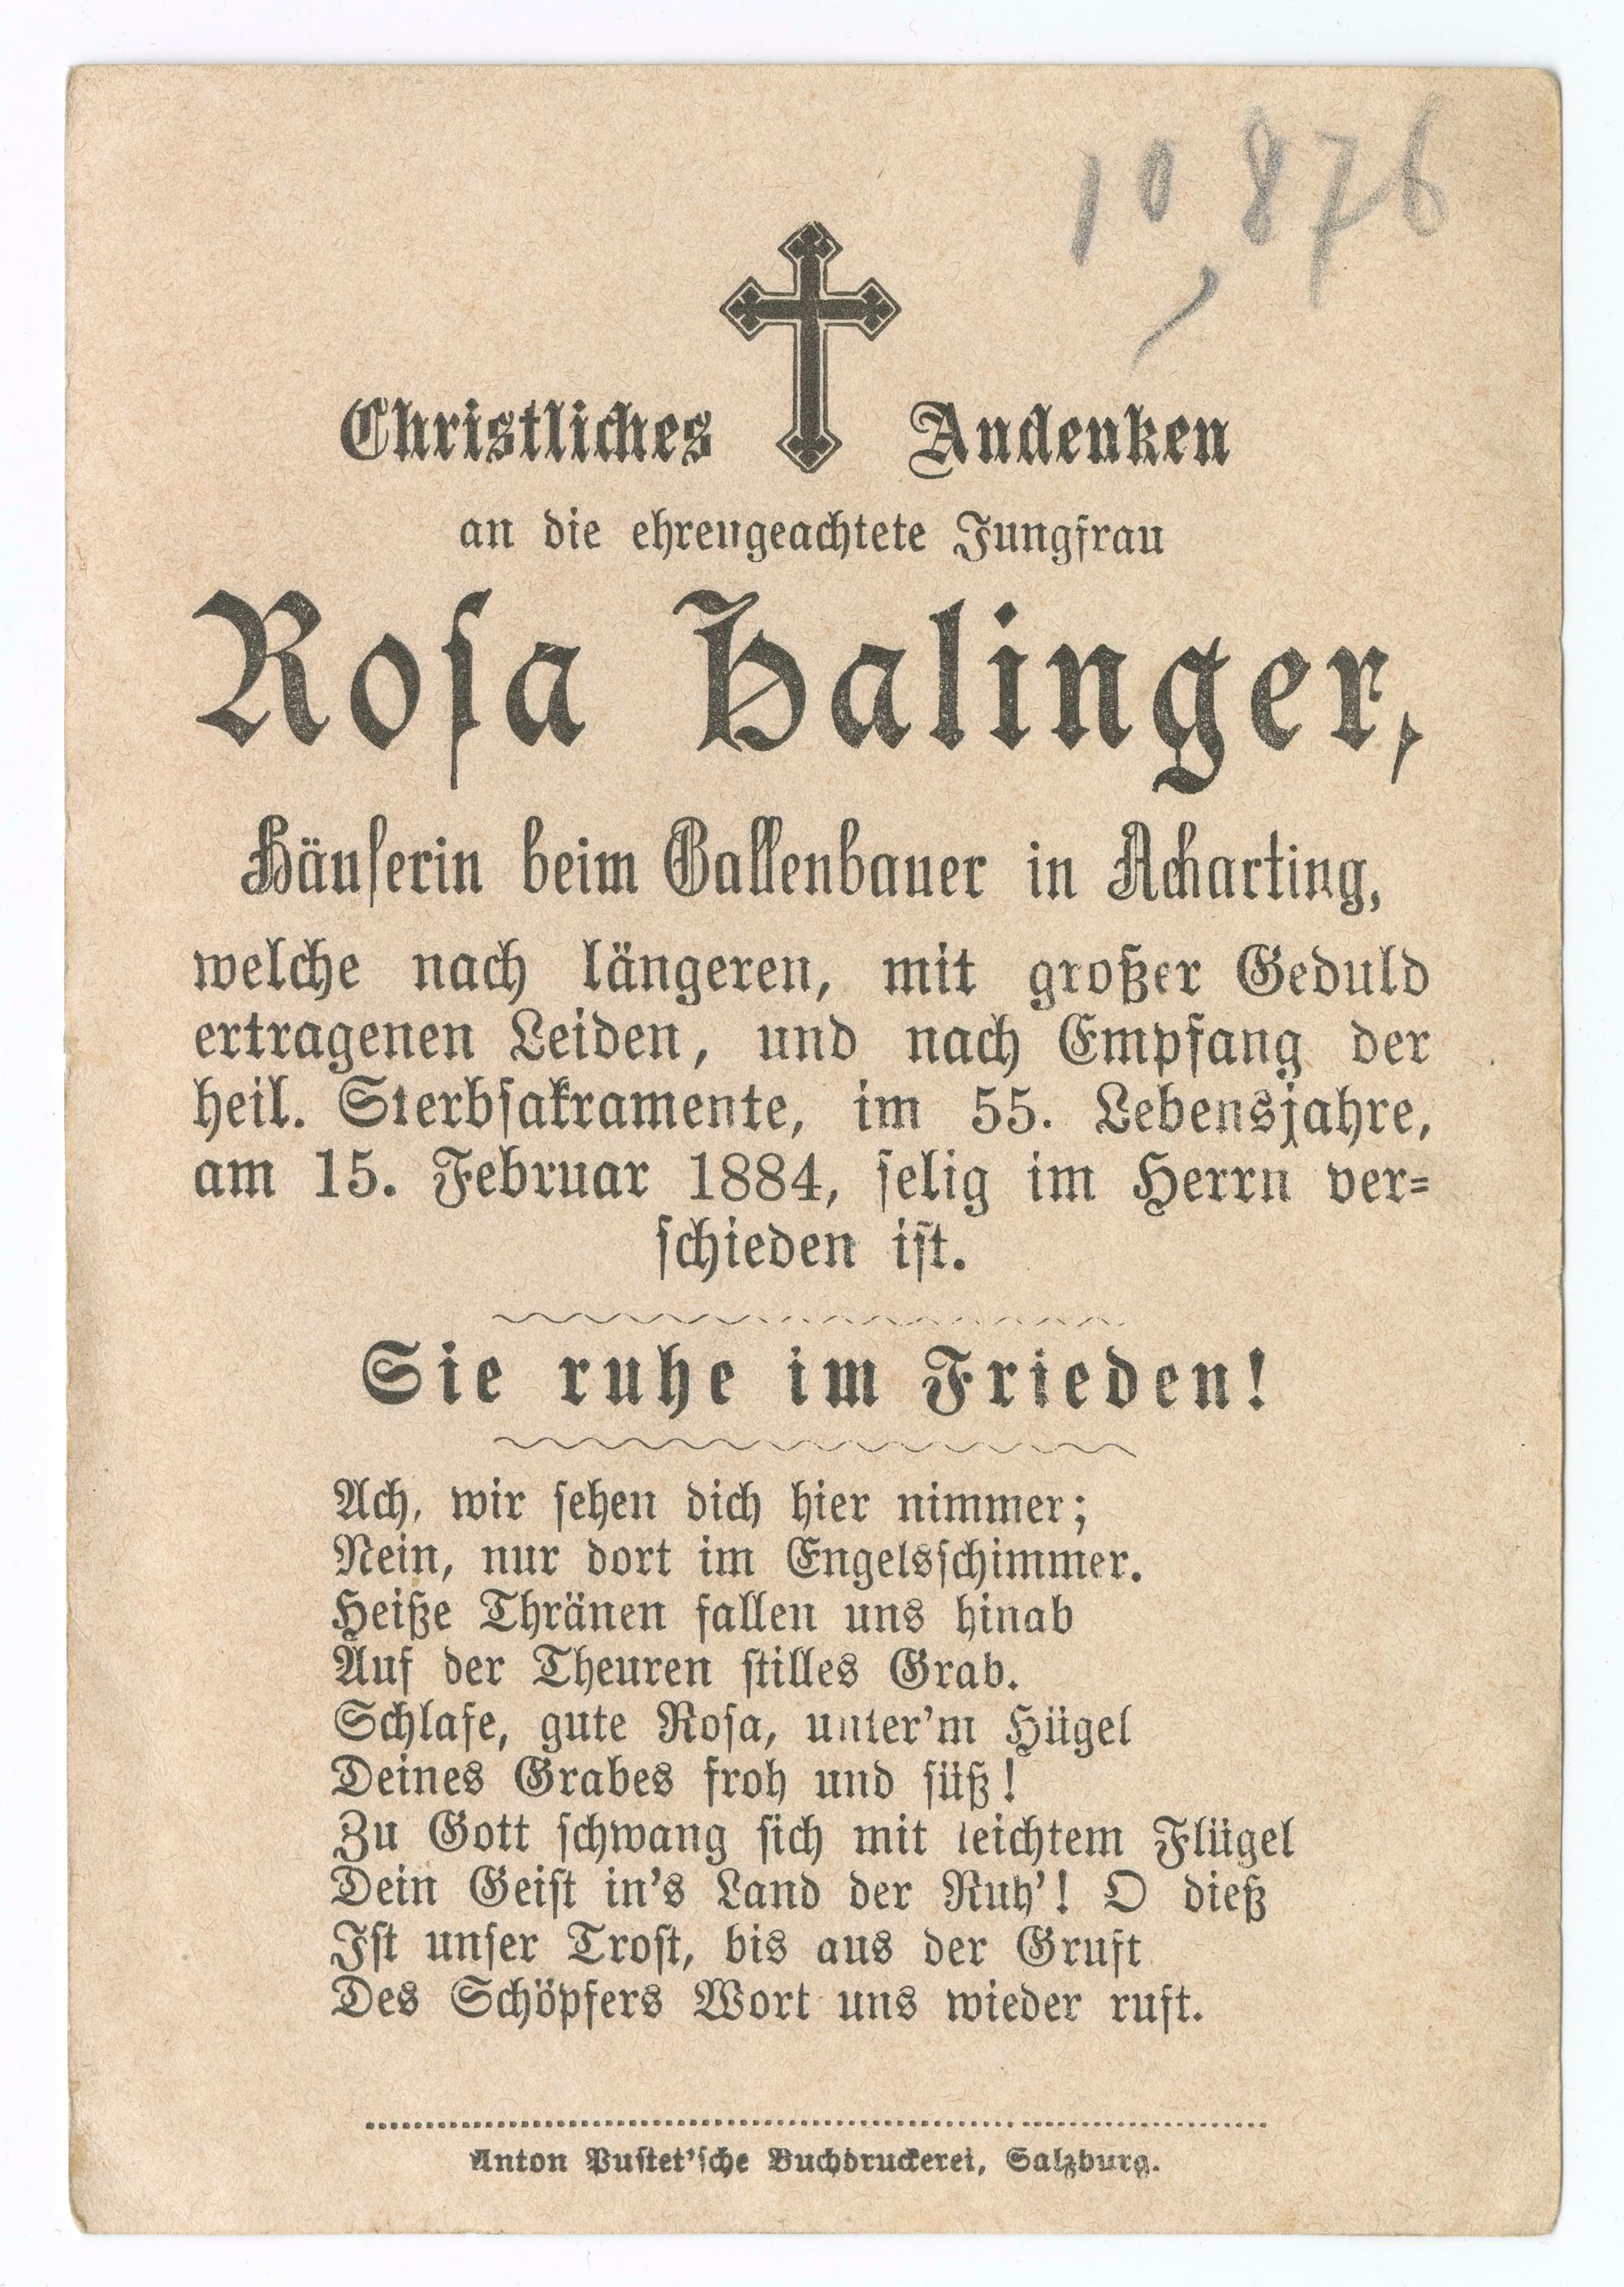 10,876
Christliches Andenken
an die ehrengeachtete Jungfrau
Rosa Halinger,
Häuserin beim Gallenbauer in Acharting,
welche nach längeren, mit großer Geduld
ertragenen Leiden, und nach Empfang der
heil. Sterbsakramente, im 55. Lebensjahre,
am 15. Februar 1884, selig im Herrn ver-
schieden ist.
Sie ruhe im Frieden!
Ach, wir sehen dich hier nimmer;
Nein, nur dort im Engelsschimmer.
Heiße Thränen fallen uns hinab
Auf der Theuren stilles Grab.
Schlafe, gute Rosa, unter'm Hügel
Deines Grabes froh und süß!
Zu Gott schwang sich mit leichtem Flügel
Dein Geist in's Land der Ruh'! O dieß
Ist unser Trost, bis aus der Gruft
Des Schöpfers Wort uns wieder ruft.
Anton Pustet'sche Buchdruckerei, Salzburg.